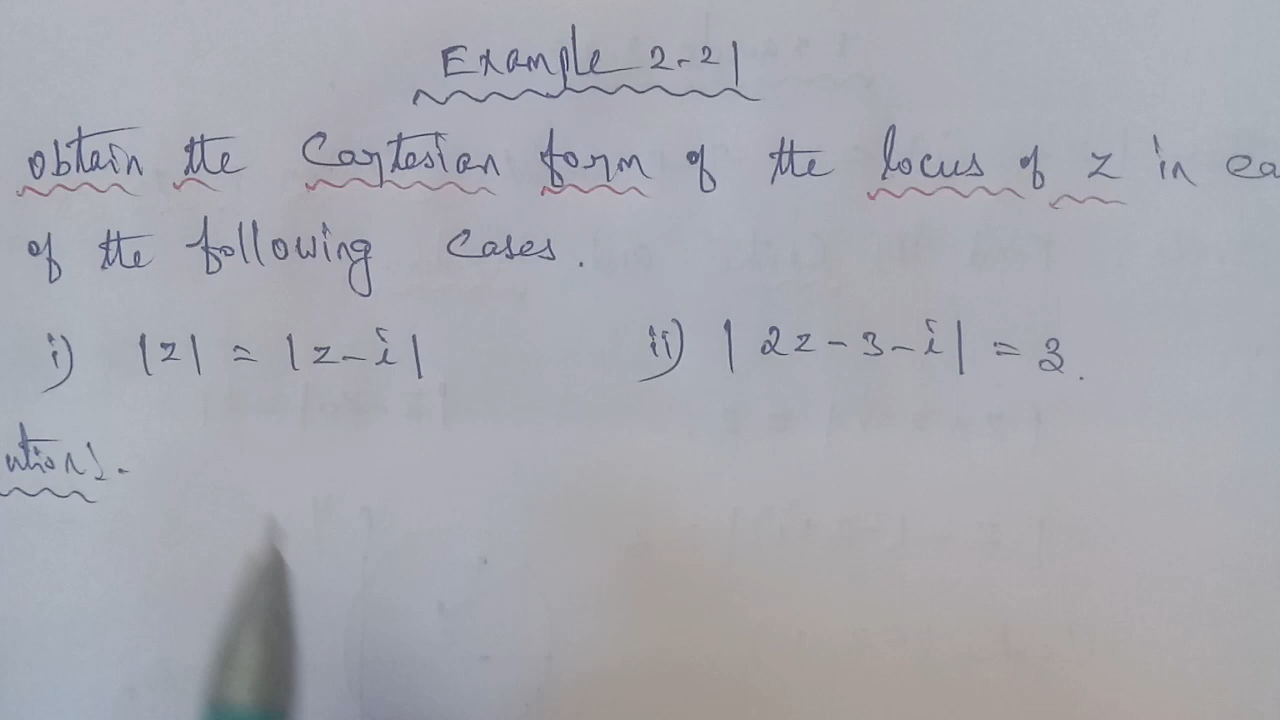 Example 2.21
obtain the Cartesian form of the locus of z in ea
of the following cases.
i) |z| = |z-i| ii) |2z-3-i| = 3.
ution:-